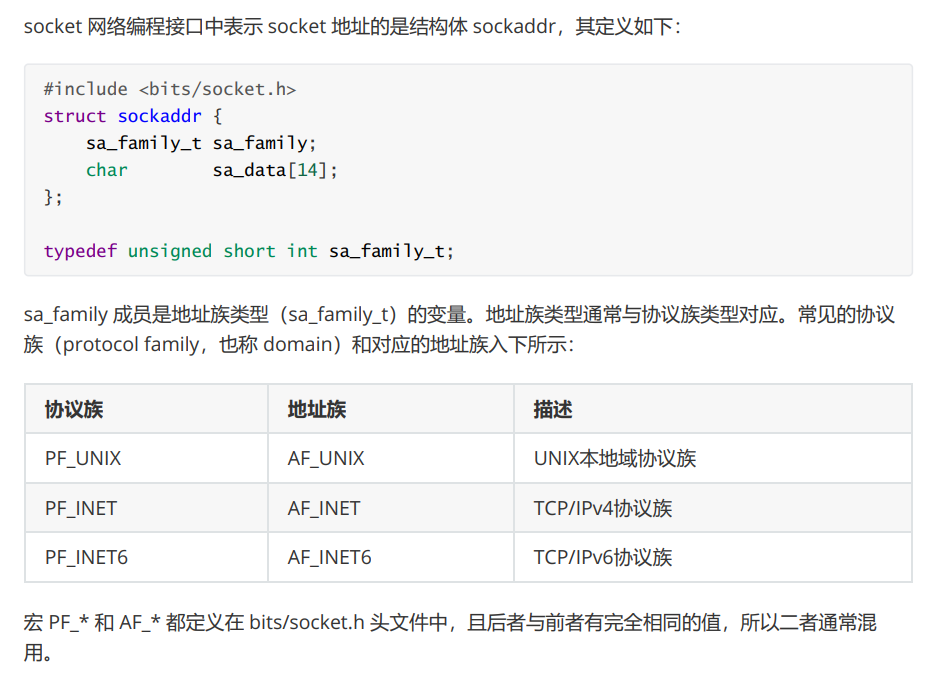 socket 网络编程接口中表示 socket 地址的是结构体 sockaddr，其定义如下：
#include <bits/socket.h>
struct sockaddr {
    sa_family_t sa_family;
    char        sa_data[14];
};
typedef unsigned short int sa_family_t;
sa_family 成员是地址族类型（sa_family_t）的变量。地址族类型通常与协议族类型对应。常见的协议
族（protocol family，也称 domain）和对应的地址族入下所示：
协议族 地址族 描述
PF_UNIX AF_UNIX UNIX本地域协议族
PF_INET AF_INET TCP/IPv4协议族
PF_INET6 AF_INET6 TCP/IPv6协议族
宏 PF_* 和 AF_* 都定义在 bits/socket.h 头文件中，且后者与前者有完全相同的值，所以二者通常混
用。